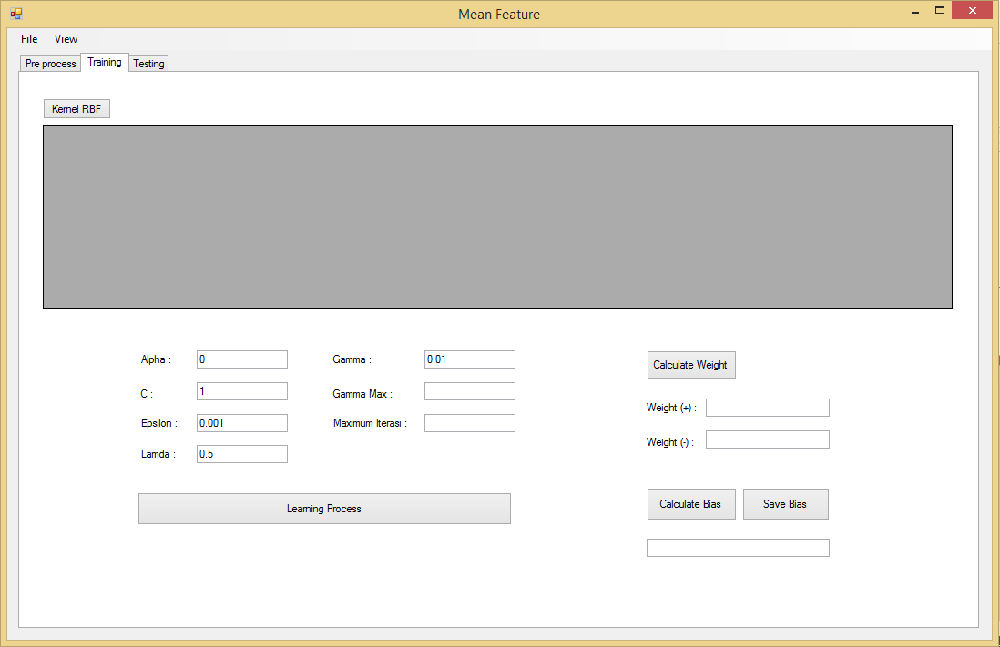 Mean Feature
File View
Pre process Training Testing
Kernel RBF
Alpha : 0 Gamma : 0.01 Calculate Weight
C : 1 Gamma Max :
Weight (+) :
Epsilon : 0.001 Maximum Iterasi :
Weight (-) :
Lamda : 0.5
Learning Process Calculate Bias Save Bias